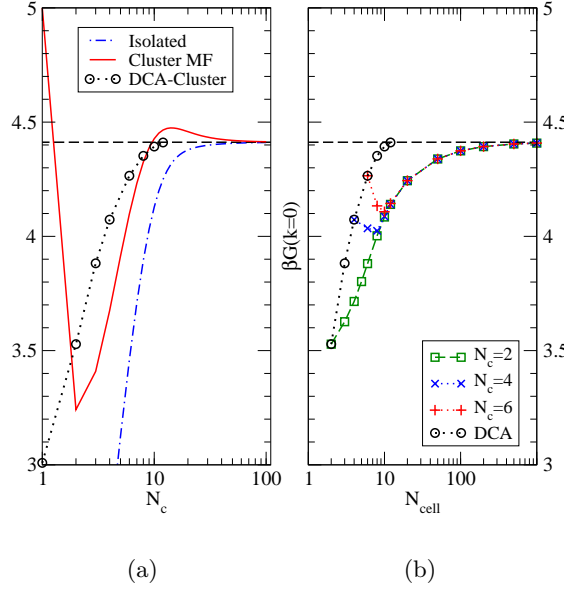 5
4.5
4
3.5
3
1
10
100
N_c
Isolated
Cluster MF
DCA-Cluster
(a)
βG(k=0)
5
4.5
4
3.5
3
1
10
100
N_cell
N_c=2
N_c=4
N_c=6
DCA
(b)